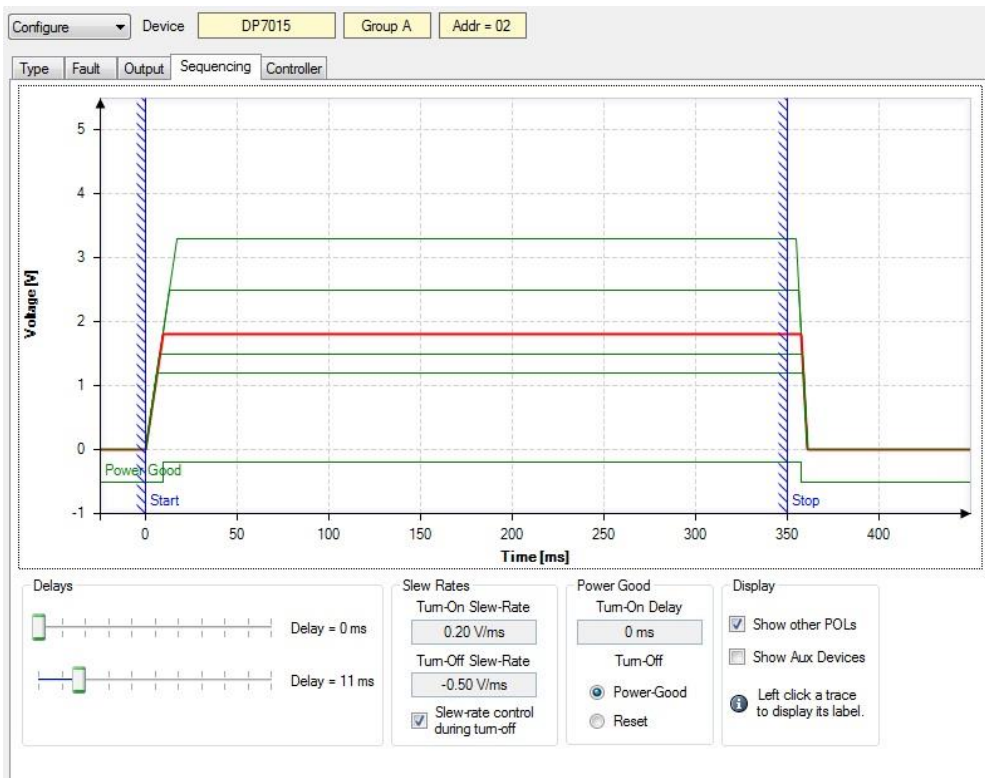 Configure Device DP7015 Group A Addr = 02
Type Fault Output Sequencing Controller
5
4
3
2
1
0
-1
Voltage [V]
Power-Good
Start
Stop
0 50 100 150 200 250 300 350 400
Time [ms]
Delays
Delay = 0 ms
Delay = 11 ms
Slew Rates
Turn-On Slew-Rate
0.20 V/ms
Turn-Off Slew-Rate
-0.50 V/ms
Slew-rate control
during turn-off
Power Good
Turn-On Delay
0 ms
Turn-Off
Power-Good
Reset
Display
Show other POLs
Show Aux Devices
Left click a trace
to display its label.